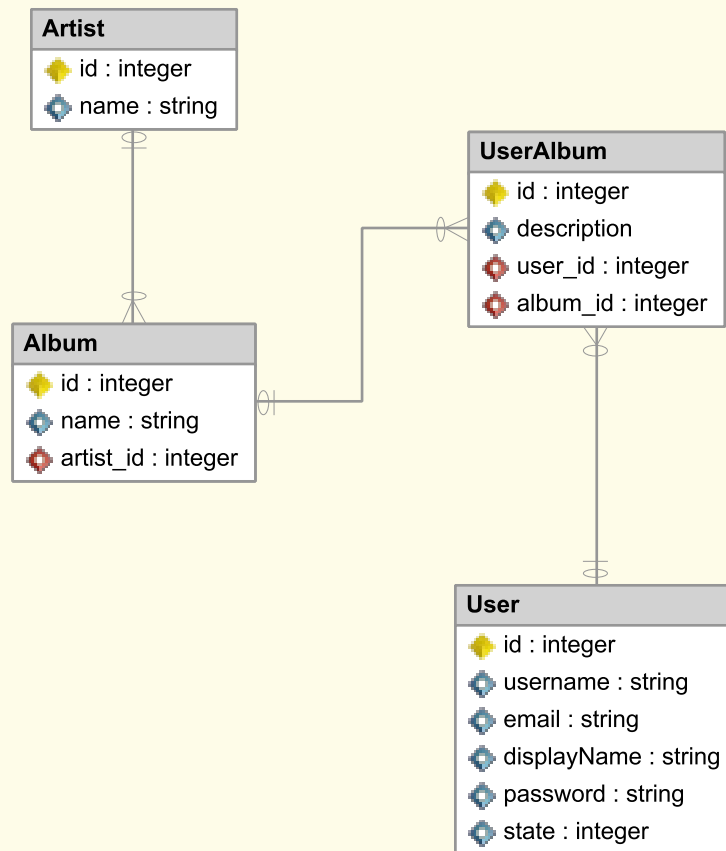 Artist
id : integer
name : string
UserAlbum
id : integer
description
user_id : integer
album_id : integer
Album
id : integer
name : string
artist_id : integer
User
id : integer
username : string
email : string
displayName : string
password : string
state : integer